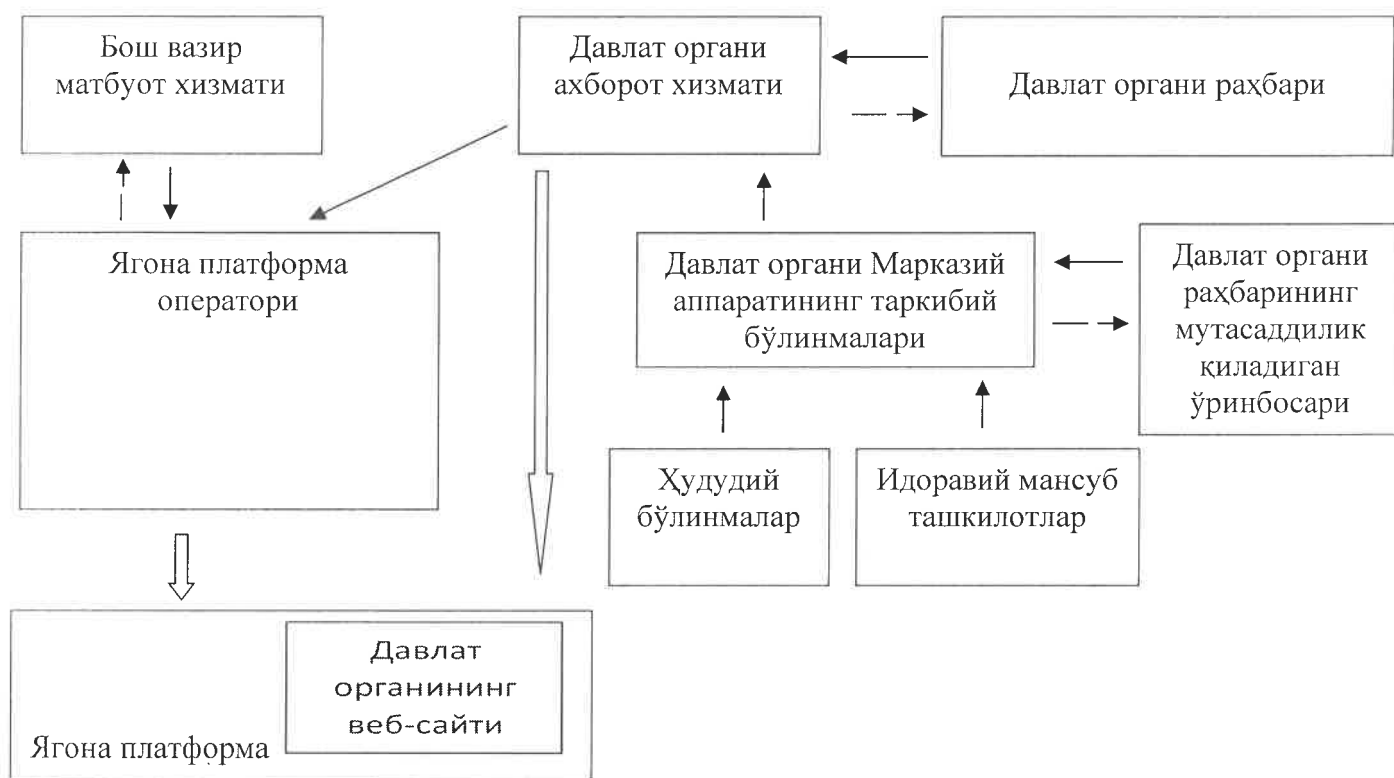 Бош вазир
матбуот хизмати
Давлат органи
ахборот хизмати
Давлат органи раҳбари
Ягона платформа
оператори
Давлат органи Марказий
аппаратининг таркибий
бўлинмалари
Давлат органи
раҳбарининг
мутасаддилик
қиладиган
ўринбосари
Ҳудудий
бўлинмалар
Идоравий мансуб
ташкилотлар
Давлат
органининг
веб-сайти
Ягона платформа